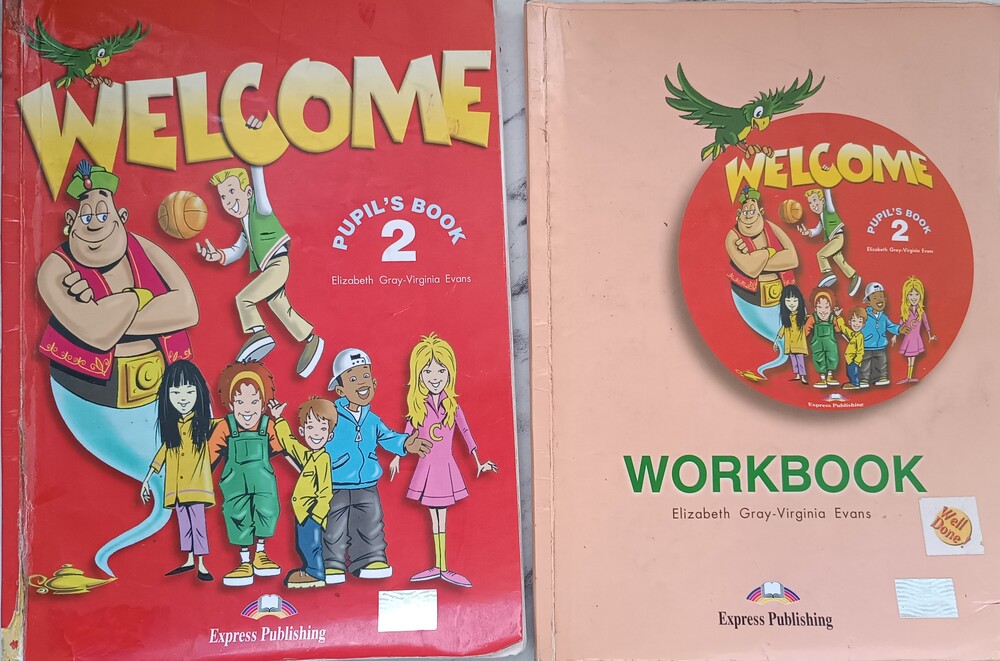 WELCOME
PUPIL'S BOOK
2
Elizabeth Gray-Virginia Evans
C
C
Express Publishing
WELCOME
PUPIL'S BOOK
2
Elizabeth Gray-Virginia Evans
C
Express Publishing
WORKBOOK
Elizabeth Gray-Virginia Evans
Well
Done
Express Publishing